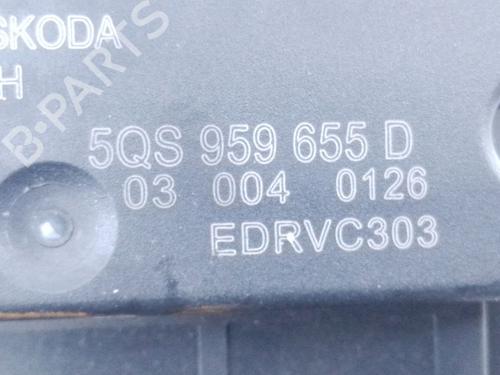 SKODA
H
5QS 959 655 D
03 004 0126
EDRVC303
B-PARTS